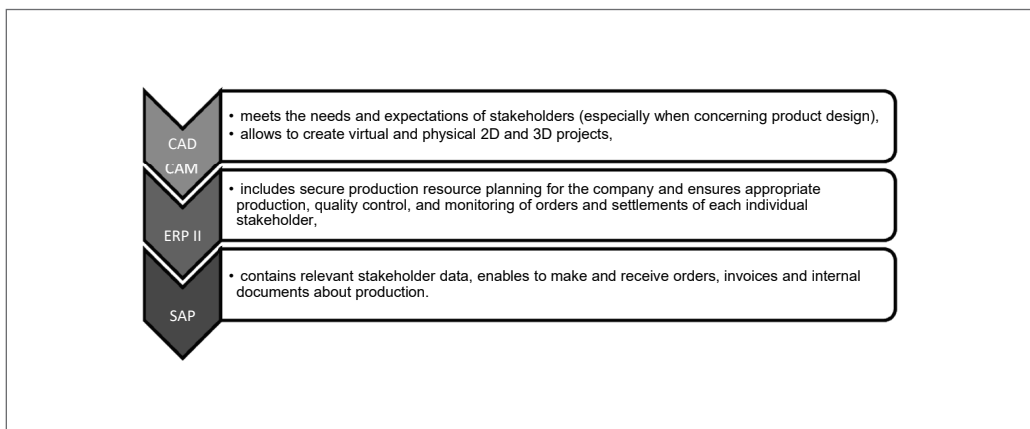 CAD
CAM
• meets the needs and expectations of stakeholders (especially when concerning product design),
• allows to create virtual and physical 2D and 3D projects,
ERP II
• includes secure production resource planning for the company and ensures appropriate
production, quality control, and monitoring of orders and settlements of each individual
stakeholder,
SAP
• contains relevant stakeholder data, enables to make and receive orders, invoices and internal
documents about production.